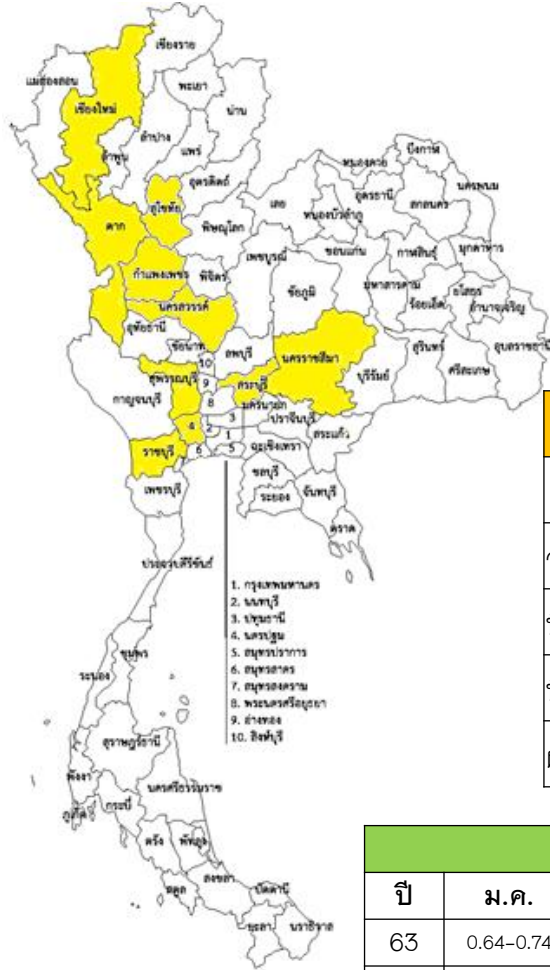 เชียงราย
แม่ฮ่องสอน
พะเยา
เชียงใหม่
น่าน
ลำปาง
ลำพูน
แพร่
อุตรดิตถ์
สุโขทัย
ตาก
พิษณุโลก
กำแพงเพชร
พิจิตร
เพชรบูรณ์
นครสวรรค์
อุทัยธานี
ชัยนาท
ลพบุรี
เลย
หนองบัวลำภู
หนองคาย
บึงกาฬ
อุดรธานี
สกลนคร
นครพนม
ขอนแก่น
กาฬสินธุ์
มุกดาหาร
ชัยภูมิ
มหาสารคาม
ร้อยเอ็ด
ยโสธร
อำนาจเจริญ
นครราชสีมา
บุรีรัมย์
สุรินทร์
ศรีสะเกษ
อุบลราชธานี
10
สุพรรณบุรี
9
สระบุรี
8
นครนายก
กาญจนบุรี
3
ปราจีนบุรี
สระแก้ว
4
2
1
ฉะเชิงเทรา
ราชบุรี
6
5
ชลบุรี
เพชรบุรี
ระยอง
จันทบุรี
ตราด
ประจวบคีรีขันธ์
1. กรุงเทพมหานคร
2. นนทบุรี
3. ปทุมธานี
4. นครปฐม
5. สมุทรปราการ
6. สมุทรสาคร
7. สมุทรสงคราม
8. พระนครศรีอยุธยา
9. อ่างทอง
10. สิงห์บุรี
ชุมพร
ระนอง
สุราษฎร์ธานี
พังงา
นครศรีธรรมราช
ภูเก็ต
กระบี่
ตรัง
พัทลุง
สงขลา
สตูล
ปัตตานี
ยะลา
นราธิวาส
ปี ม.ค.
63 0.64-0.74